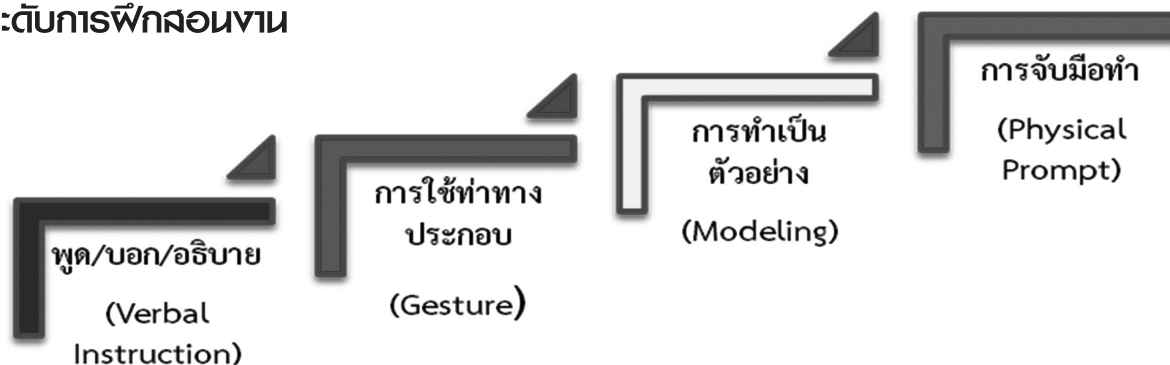 ะดับการฝึกสอนงาน
พูด/บอก/อธิบาย
(Verbal
Instruction)
การใช้ท่าทาง
ประกอบ
(Gesture)
การทำเป็น
ตัวอย่าง
(Modeling)
การจับมือทำ
(Physical
Prompt)